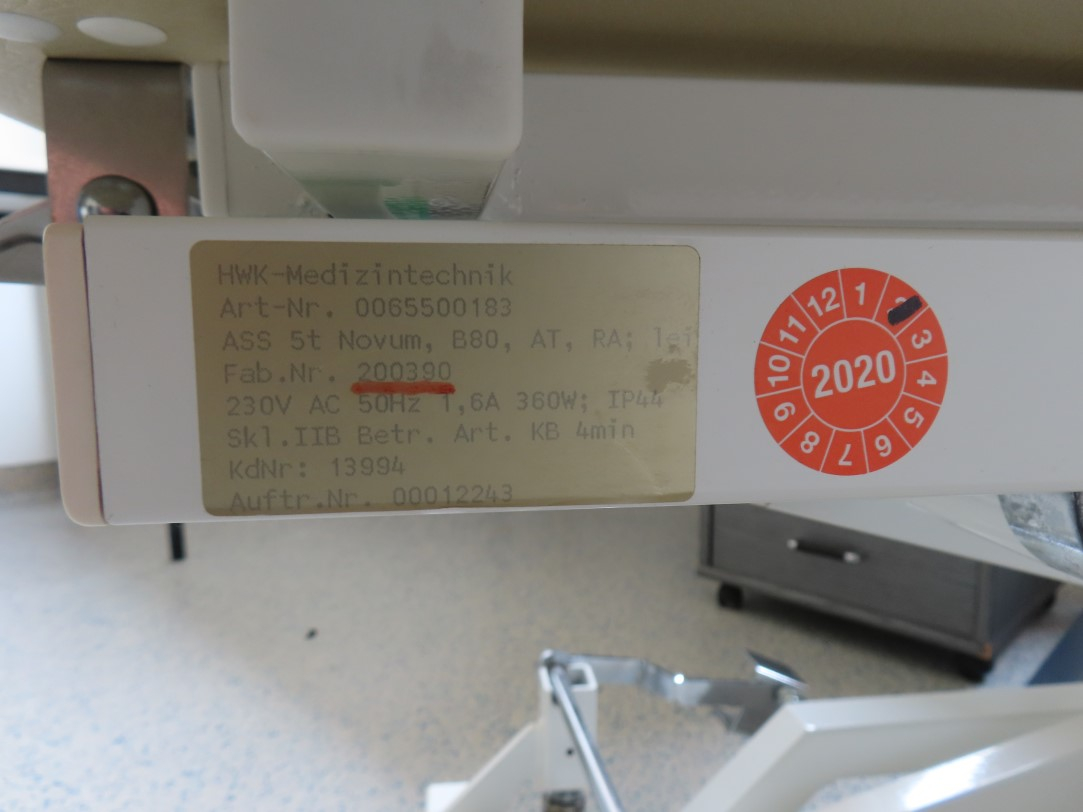 HWK-Medizintechnik
Art-Nr. 0065500183
ASS 5t Novum, B80, AT, RA;
Fab.Nr. 200390
230V AC 50Hz 1,6A 360W; IP44
Skl.IIB Betr. Art. KB 4min
KdNr: 13994
Auftr.Nr. 00012243
2020
1
3
4
5
6
7
8
9
10
11
12